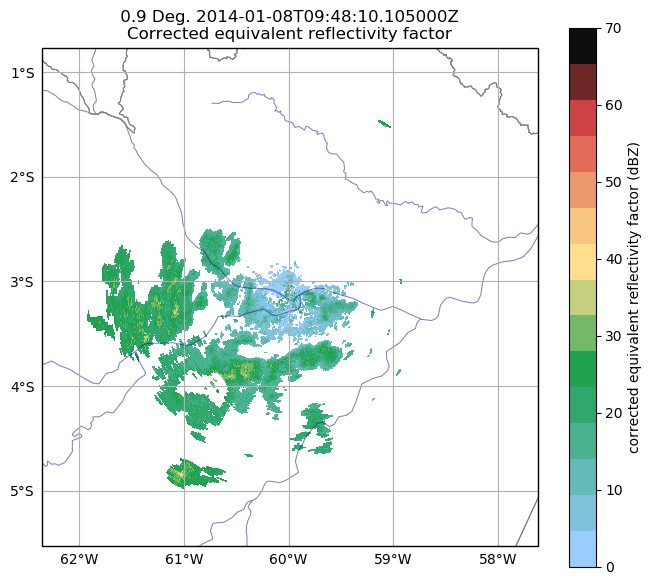 0.9 Deg. 2014-01-08T09:48:10.105000Z
Corrected equivalent reflectivity factor
1°S
2°S
3°S
4°S
5°S
62°W
61°W
60°W
59°W
58°W
70
60
50
40
30
20
10
0
corrected equivalent reflectivity factor (dBZ)